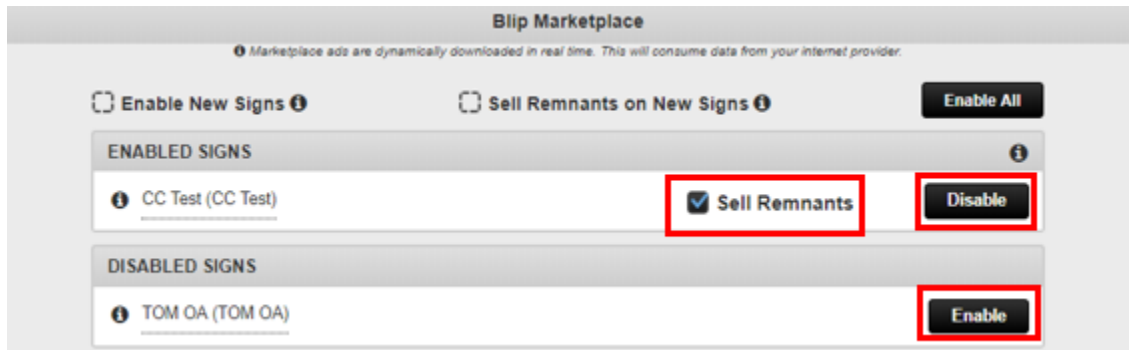 Blip Marketplace
Marketplace ads are dynamically downloaded in real time. This will consume data from your internet provider.
Enable New Signs Sell Remnants on New Signs Enable All
ENABLED SIGNS
CC Test (CC Test) Sell Remnants Disable
DISABLED SIGNS
TOM OA (TOM OA) Enable